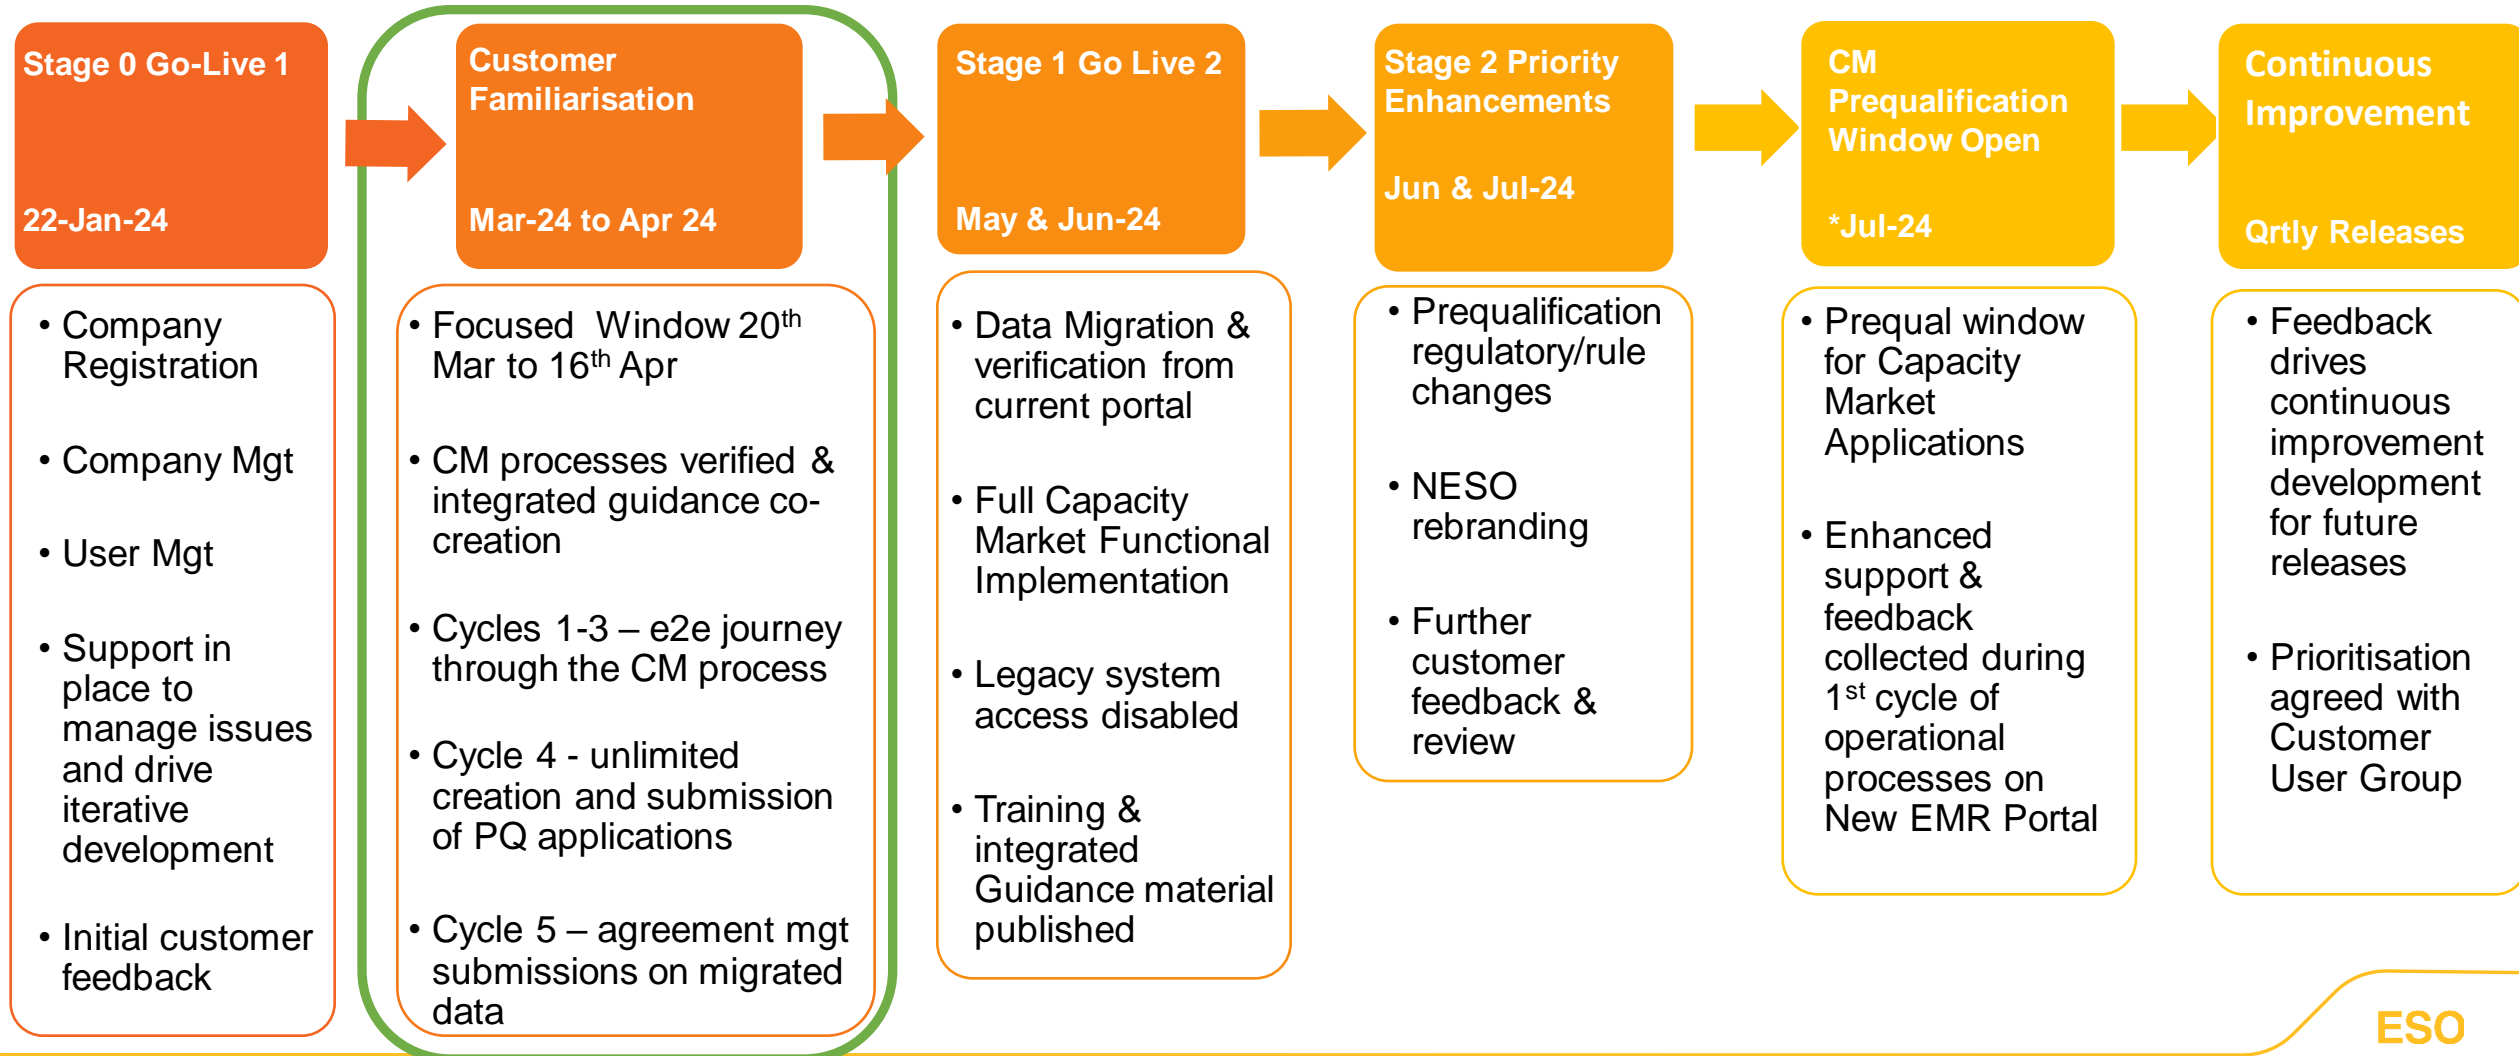 Stage 0 Go-Live 1
22-Jan-24
• Company
Registration
• Company Mgt
• User Mgt
• Support in
place to
manage issues
and drive
iterative
development
• Initial customer
feedback
Customer
Familiarisation
Mar-24 to Apr 24
• Focused Window 20th
Mar to 16th Apr
• CM processes verified &
integrated guidance co-
creation
• Cycles 1-3 – e2e journey
through the CM process
• Cycle 4 - unlimited
creation and submission
of PQ applications
• Cycle 5 – agreement mgt
submissions on migrated
data
Stage 1 Go Live 2
May & Jun-24
• Data Migration &
verification from
current portal
• Full Capacity
Market Functional
Implementation
• Legacy system
access disabled
• Training &
integrated
Guidance material
published
Stage 2 Priority
Enhancements
Jun & Jul-24
• Prequalification
regulatory/rule
changes
• NESO
rebranding
• Further
customer
feedback &
review
CM
Prequalification
Window Open
*Jul-24
• Prequal window
for Capacity
Market
Applications
• Enhanced
support &
feedback
collected during
1st cycle of
operational
processes on
New EMR Portal
Continuous
Improvement
Qrtly Releases
• Feedback
drives
continuous
improvement
development
for future
releases
• Prioritisation
agreed with
Customer
User Group
ESO